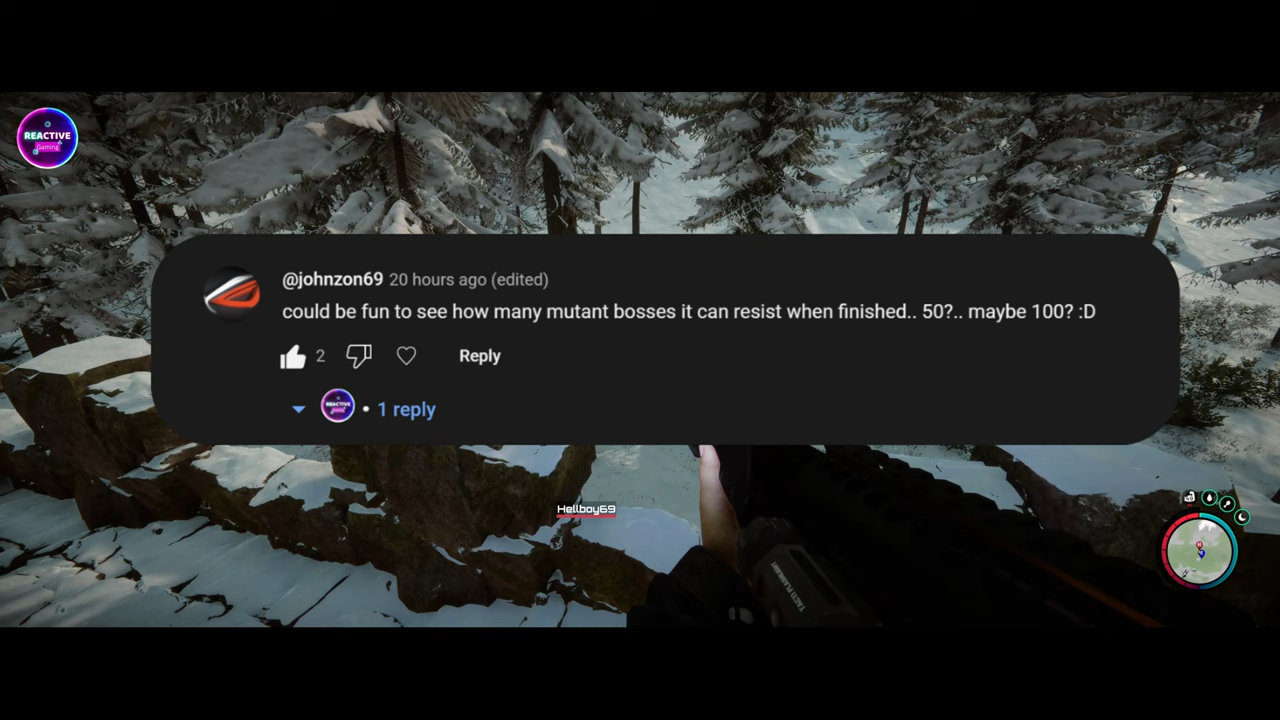 REACTIVE
Gaming
@johnzon69 20 hours ago (edited)
could be fun to see how many mutant bosses it can resist when finished.. 50?.. maybe 100? :D
2 Reply
REACTIVE • 1 reply
Hellboy69